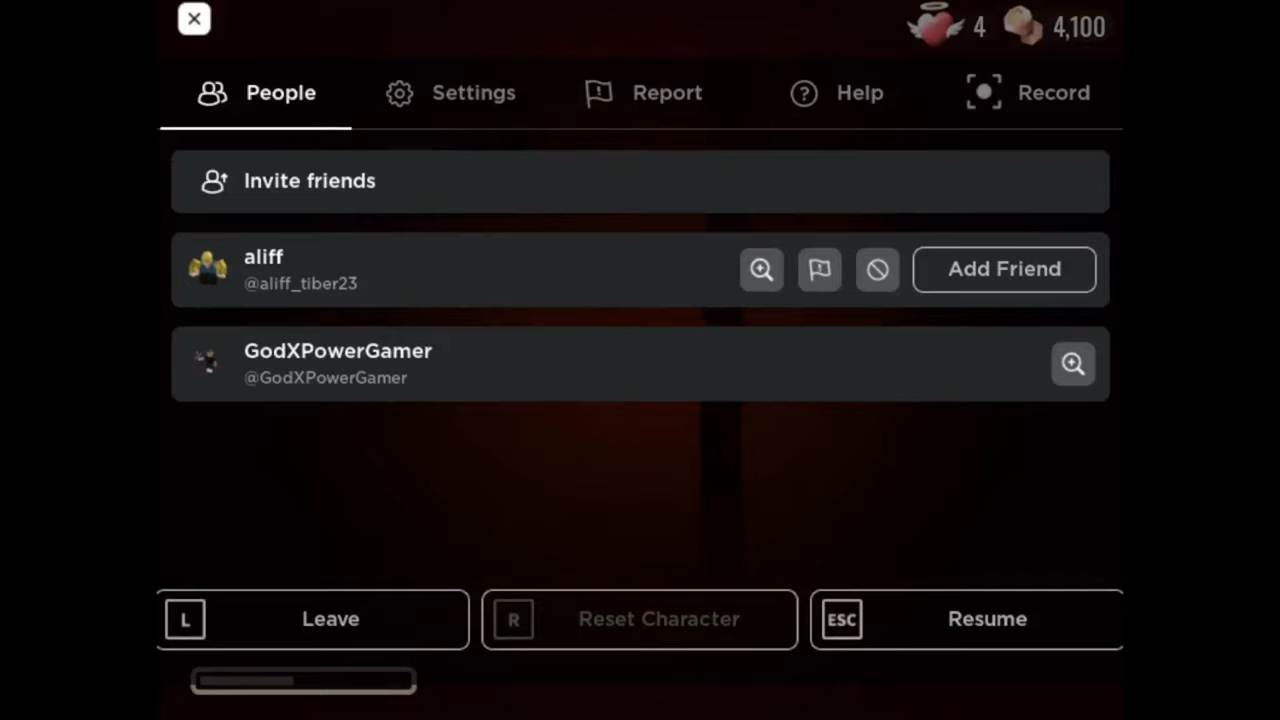 4 4,100
People Settings Report Help Record
Invite friends
aliff
@aliff_tiber23
Add Friend
GodXPowerGamer
@GodXPowerGamer
L Leave R Reset Character ESC Resume